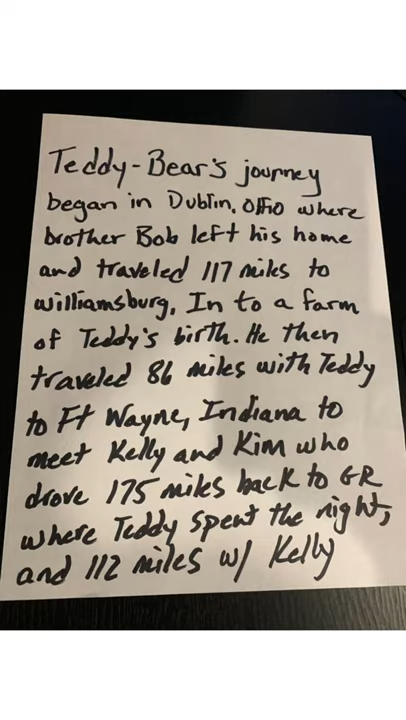 Teddy-Bear's journey
began in Dublin, OHIO where
brother Bob left his home
and traveled 117 miles to
williamsburg, In to a farm
of Teddy's birth. He then
traveled 86 miles with Teddy
to Ft Wayne, Indiana to
meet Kelly and Kim who
drove 175 miles back to GR
where Teddy spent the night,
and 112 miles w/ Kelly